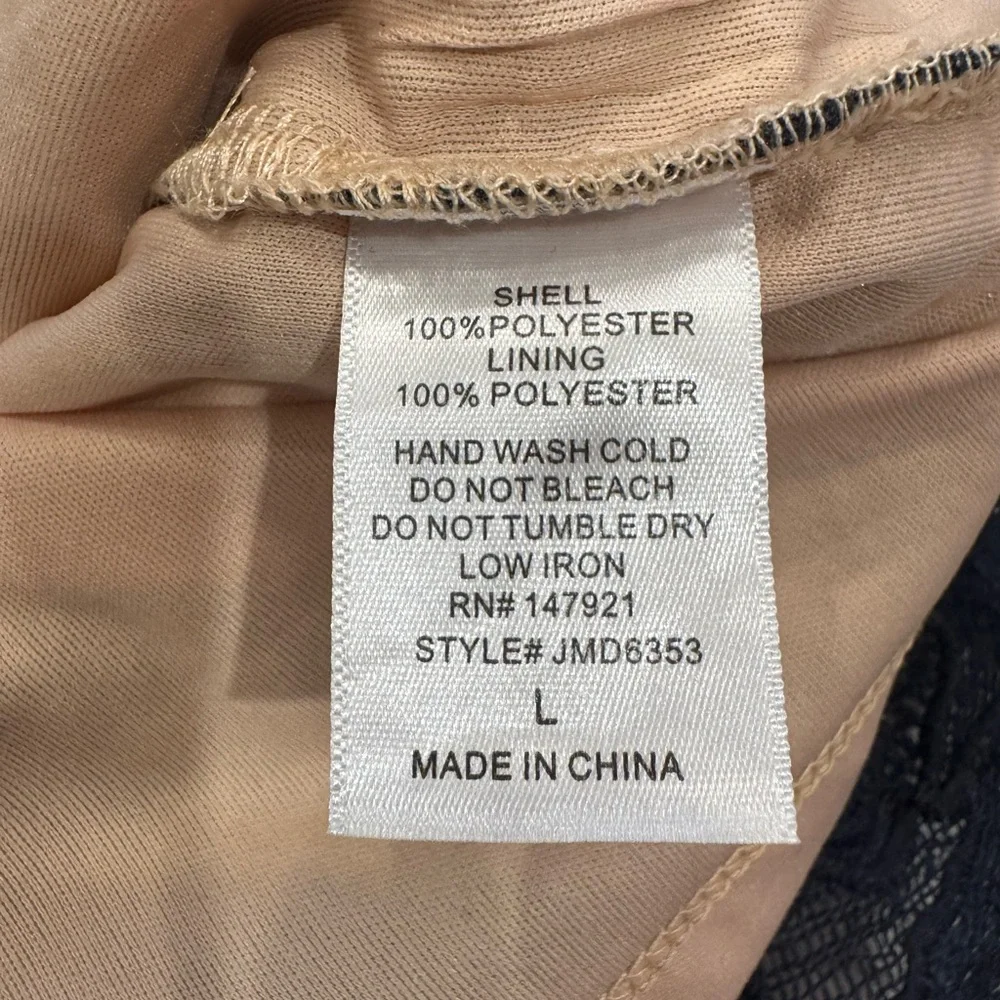 SHELL
100%POLYESTER
LINING
100% POLYESTER
HAND WASH COLD
DO NOT BLEACH
DO NOT TUMBLE DRY
LOW IRON
RN# 147921
STYLE# JMD6353
L
MADE IN CHINA